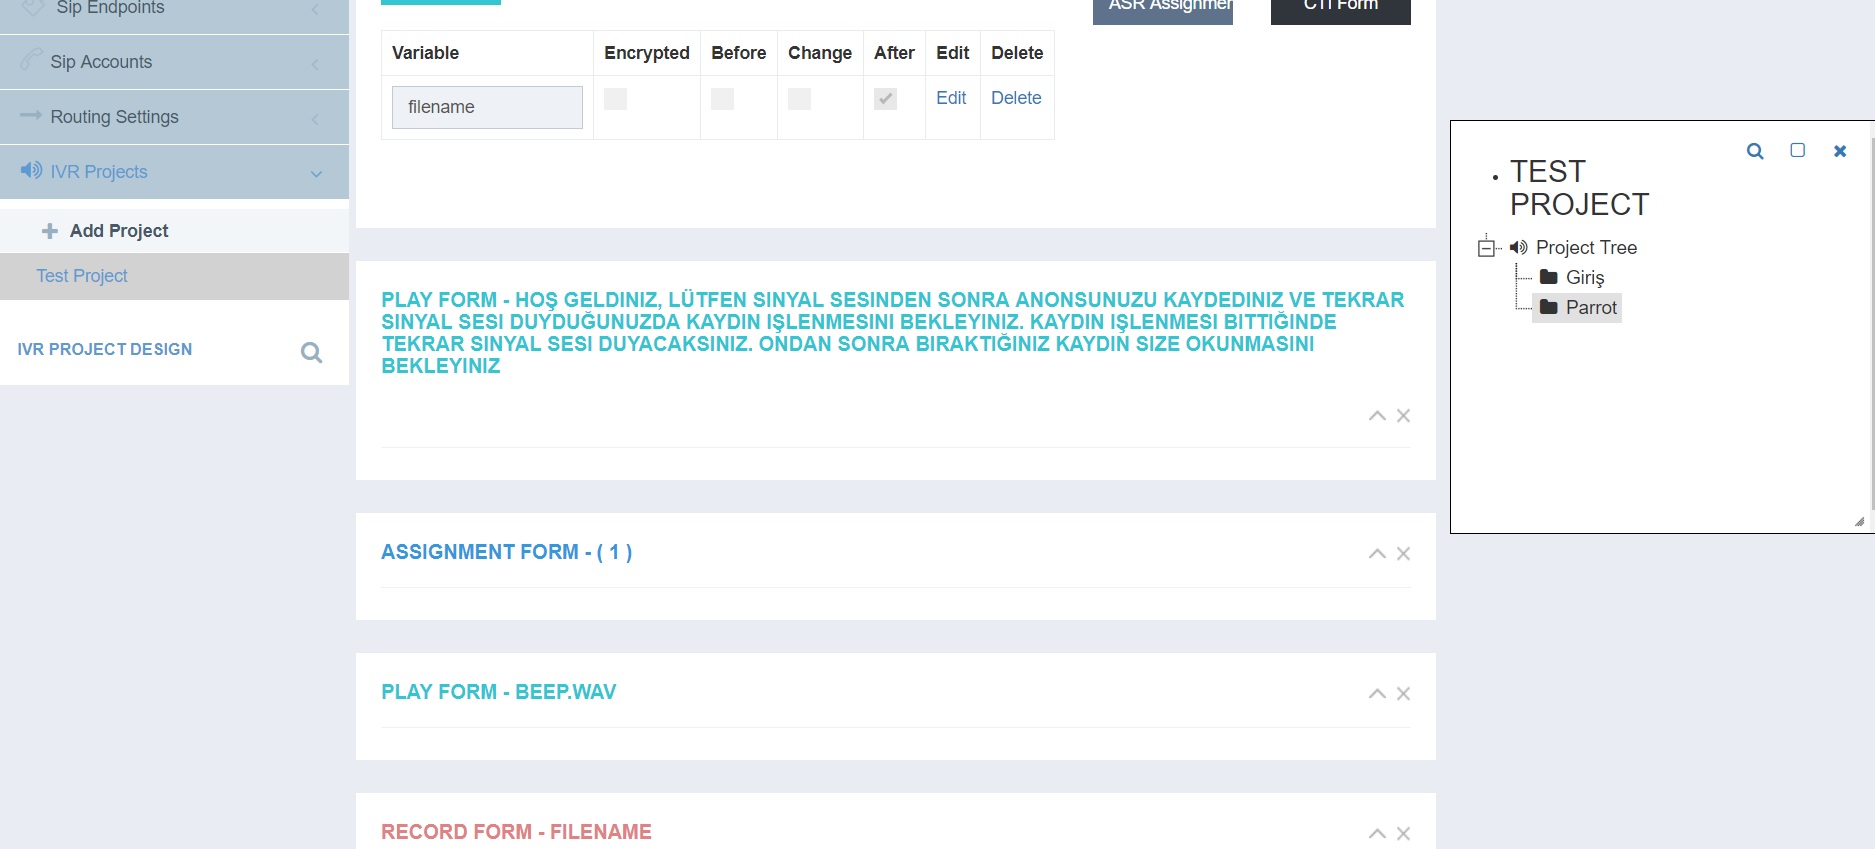 Sip Endpoints
Sip Accounts
Routing Settings
IVR Projects
Add Project
Test Project
IVR PROJECT DESIGN
ASR Assignmen
CTI Form
Variable Encrypted Before Change After Edit Delete
filename Edit Delete
PLAY FORM - HOŞ GELDINIZ, LÜTFEN SINYAL SESINDEN SONRA ANONSUNUZU KAYDEDINIZ VE TEKRAR
SINYAL SESI DUYDUĞUNUZDA KAYDIN IŞLENMESINI BEKLEYINIZ. KAYDIN IŞLENMESI BITTIĞINDE
TEKRAR SINYAL SESI DUYACAKSINIZ. ONDAN SONRA BIRAKTIĞINIZ KAYDIN SIZE OKUNMASINI
BEKLEYINIZ
ASSIGNMENT FORM - ( 1 )
PLAY FORM - BEEP.WAV
RECORD FORM - FILENAME
TEST
PROJECT
Project Tree
Giriş
Parrot